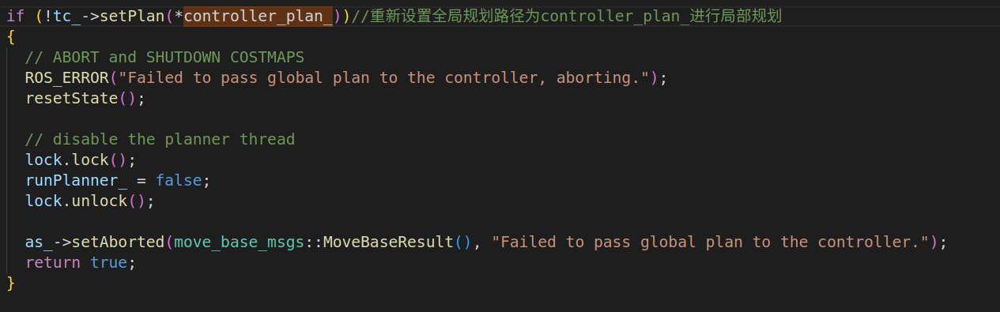 if (!tc_->setPlan(*controller_plan_))//重新设置全局规划路径为controller_plan_进行局部规划
{
  // ABORT and SHUTDOWN COSTMAPS
  ROS_ERROR("Failed to pass global plan to the controller, aborting.");
  resetState();
  // disable the planner thread
  lock.lock();
  runPlanner_ = false;
  lock.unlock();
  as_->setAborted(move_base_msgs::MoveBaseResult(), "Failed to pass global plan to the controller.");
  return true;
}